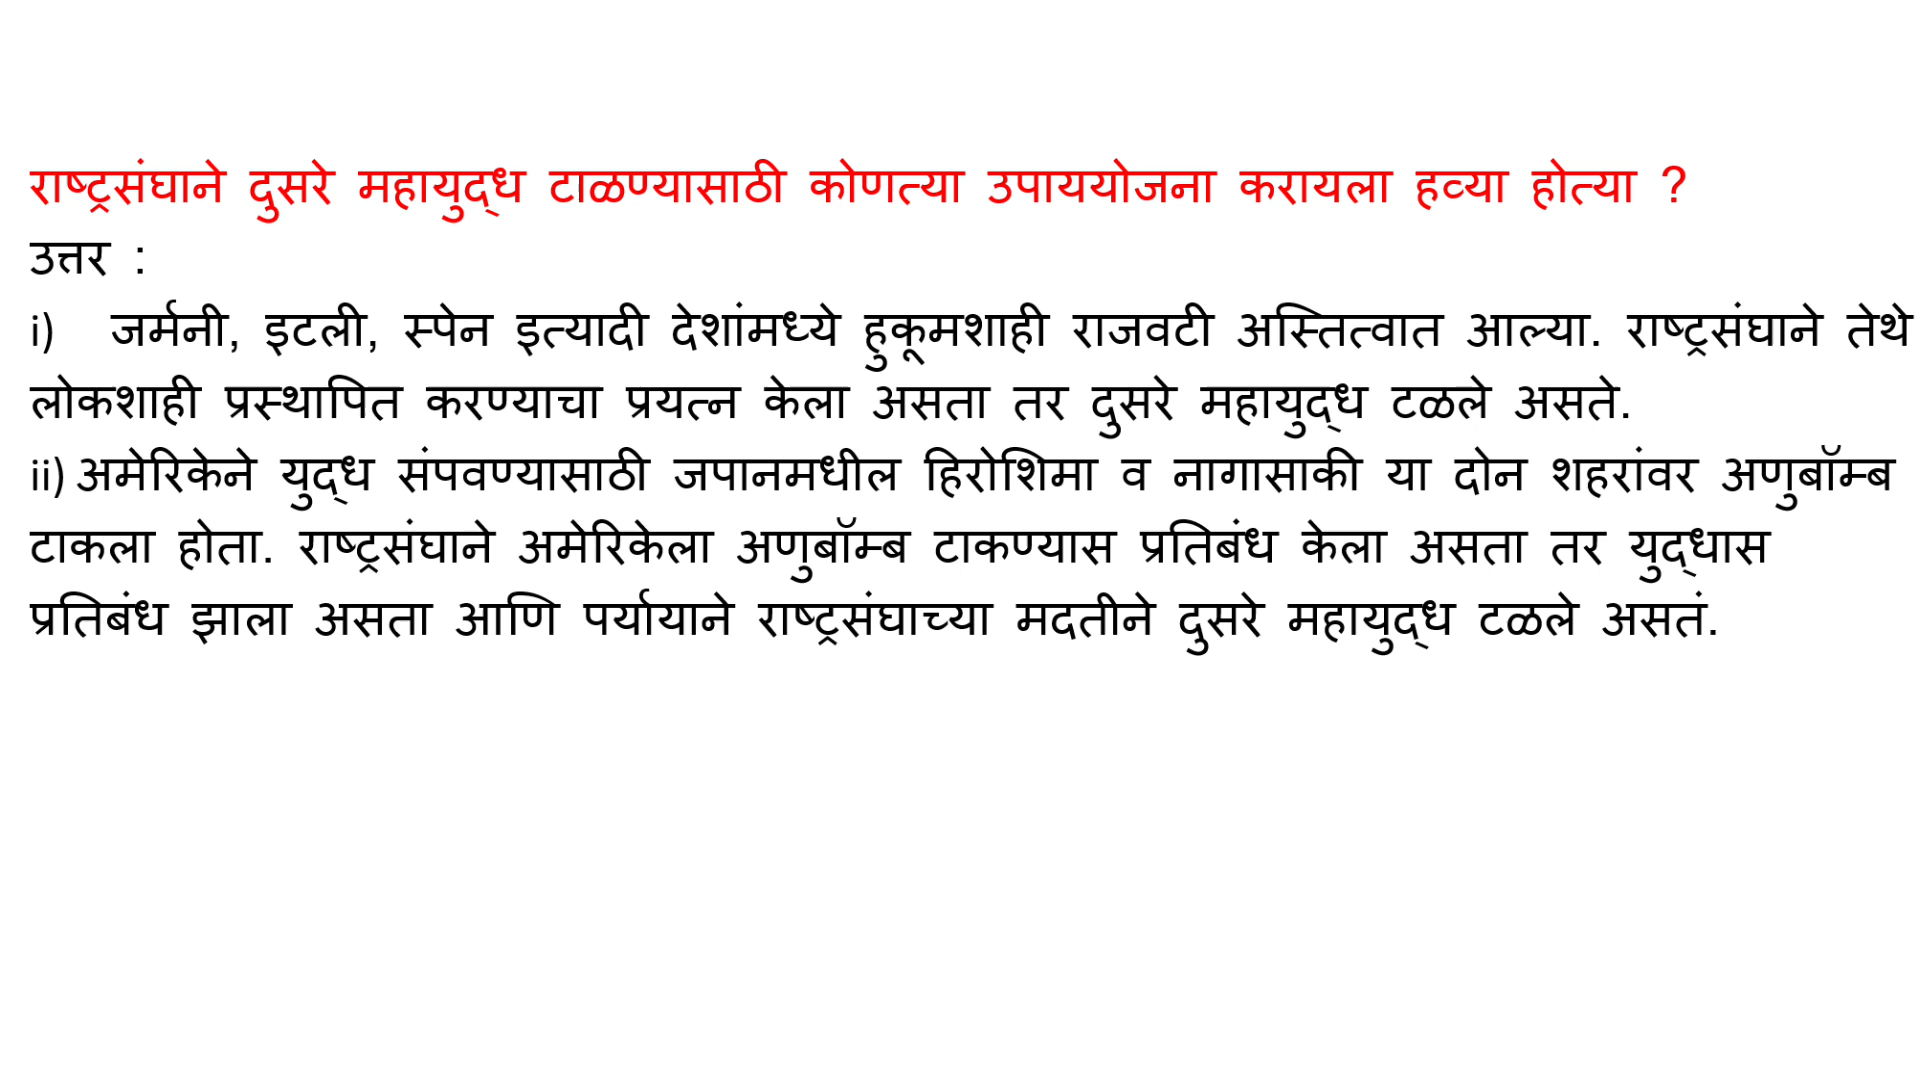 राष्ट्रसंघाने दुसरे महायुद्ध टाळण्यासाठी कोणत्या उपाययोजना करायला हव्या होत्या ?
उत्तर :
i) जर्मनी, इटली, स्पेन इत्यादी देशांमध्ये हुकूमशाही राजवटी अस्तित्वात आल्या. राष्ट्रसंघाने तेथे
लोकशाही प्रस्थापित करण्याचा प्रयत्न केला असता तर दुसरे महायुद्ध टळले असते.
ii) अमेरिकेने युद्ध संपवण्यासाठी जपानमधील हिरोशिमा व नागासाकी या दोन शहरांवर अणुबॉम्ब
टाकला होता. राष्ट्रसंघाने अमेरिकेला अणुबॉम्ब टाकण्यास प्रतिबंध केला असता तर युद्धास
प्रतिबंध झाला असता आणि पर्यायाने राष्ट्रसंघाच्या मदतीने दुसरे महायुद्ध टळले असतं.